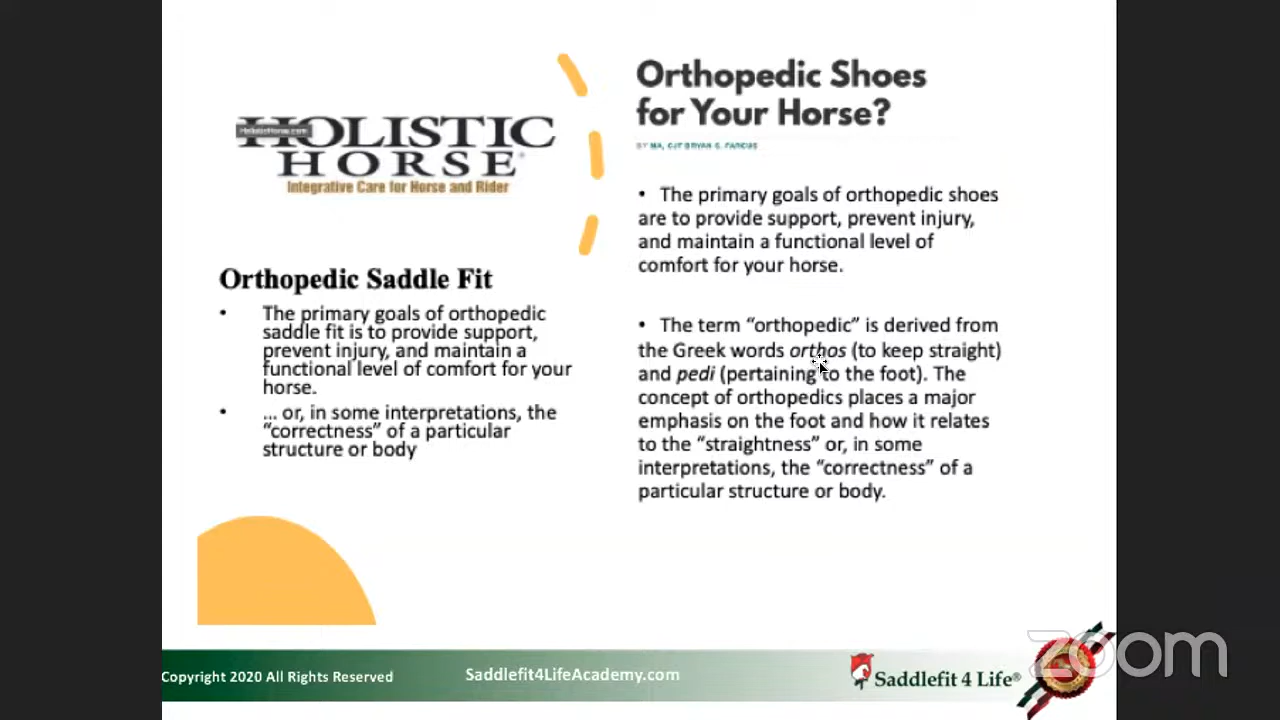 HOLISTIC
HolisticHorse.com
HORSE®
Integrative Care for Horse and Rider
Orthopedic Saddle Fit
• The primary goals of orthopedic
saddle fit is to provide support,
prevent injury, and maintain a
functional level of comfort for your
horse.
• ... or, in some interpretations, the
“correctness” of a particular
structure or body
Orthopedic Shoes
for Your Horse?
BY MA, CJF BRYAN S. FARCUS
• The primary goals of orthopedic shoes
are to provide support, prevent injury,
and maintain a functional level of
comfort for your horse.
• The term “orthopedic” is derived from
the Greek words orthos (to keep straight)
and pedi (pertaining to the foot). The
concept of orthopedics places a major
emphasis on the foot and how it relates
to the “straightness” or, in some
interpretations, the “correctness” of a
particular structure or body.
Copyright 2020 All Rights Reserved
Saddlefit4LifeAcademy.com
Saddlefit 4 Life®
zoom